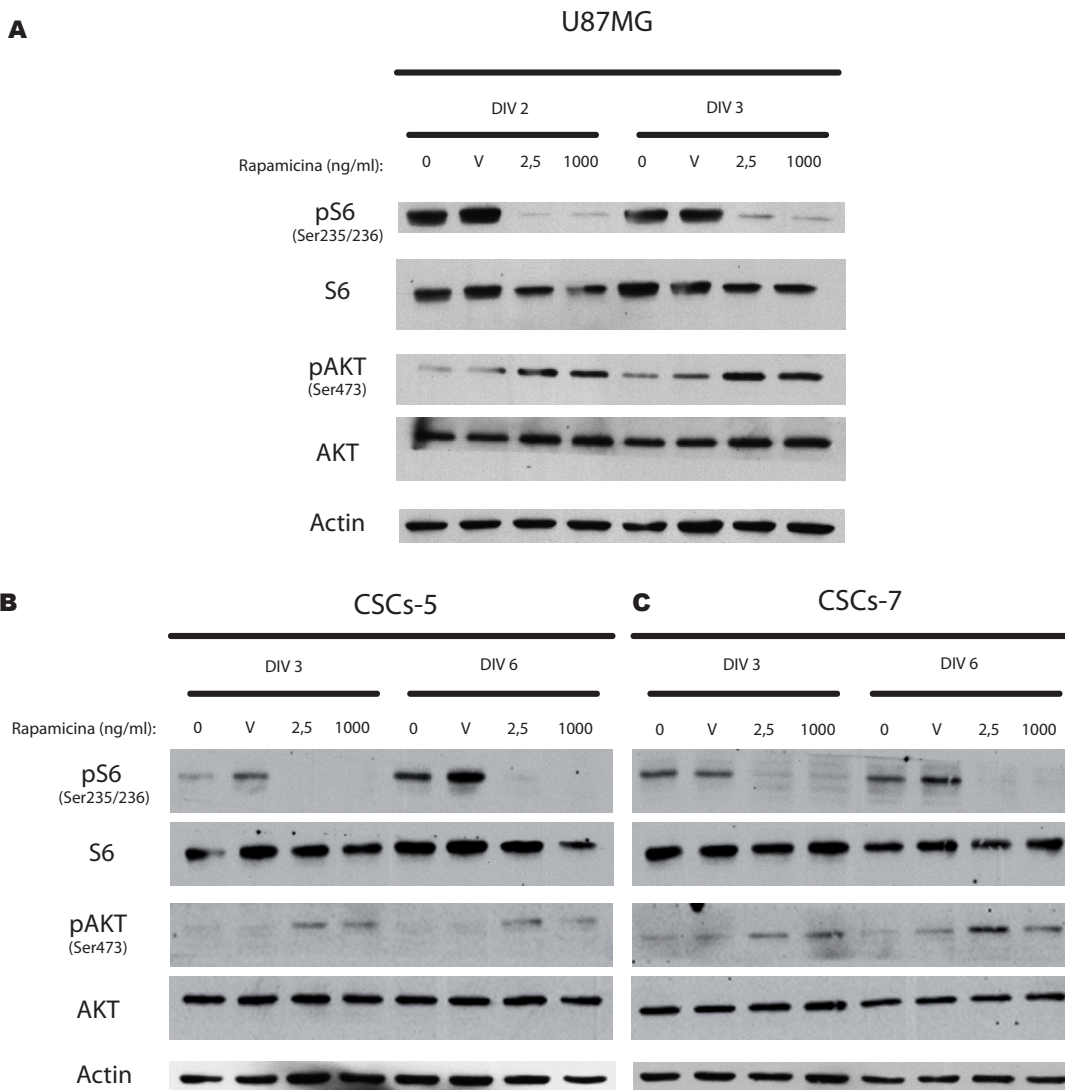 A
U87MG
DIV 2 DIV 3
Rapamicina (ng/ml): 0 V 2,5 1000 0 V 2,5 1000
pS6
(Ser235/236)
S6
pAKT
(Ser473)
AKT
Actin
B CSCs-5
DIV 3 DIV 6
Rapamicina (ng/ml): 0 V 2,5 1000 0 V 2,5 1000
pS6
(Ser235/236)
S6
pAKT
(Ser473)
AKT
Actin
C CSCs-7
DIV 3 DIV 6
0 V 2,5 1000 0 V 2,5 1000